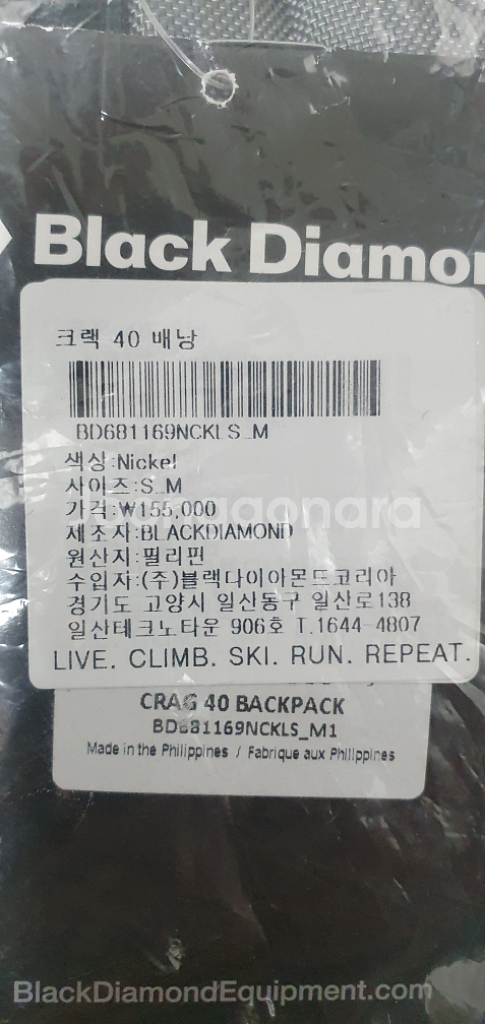 Black Diamon
크랙 40 배낭
BD681169NCKLS_M
색상:Nickel
사이즈:S_M
가격:₩155,000
제조자:BLACKDIAMOND
원산지:필리핀
수입자:(주)블랙다이아몬드코리아
경기도 고양시 일산동구 일산로138
일산테크노타운 906호 T.1644-4807
LIVE. CLIMB. SKI. RUN. REPEAT.
CRAG 40 BACKPACK
BD681169NCKLS_M1
Made in the Philippines / Fabrique aux Philippines
BlackDiamondEquipment.com